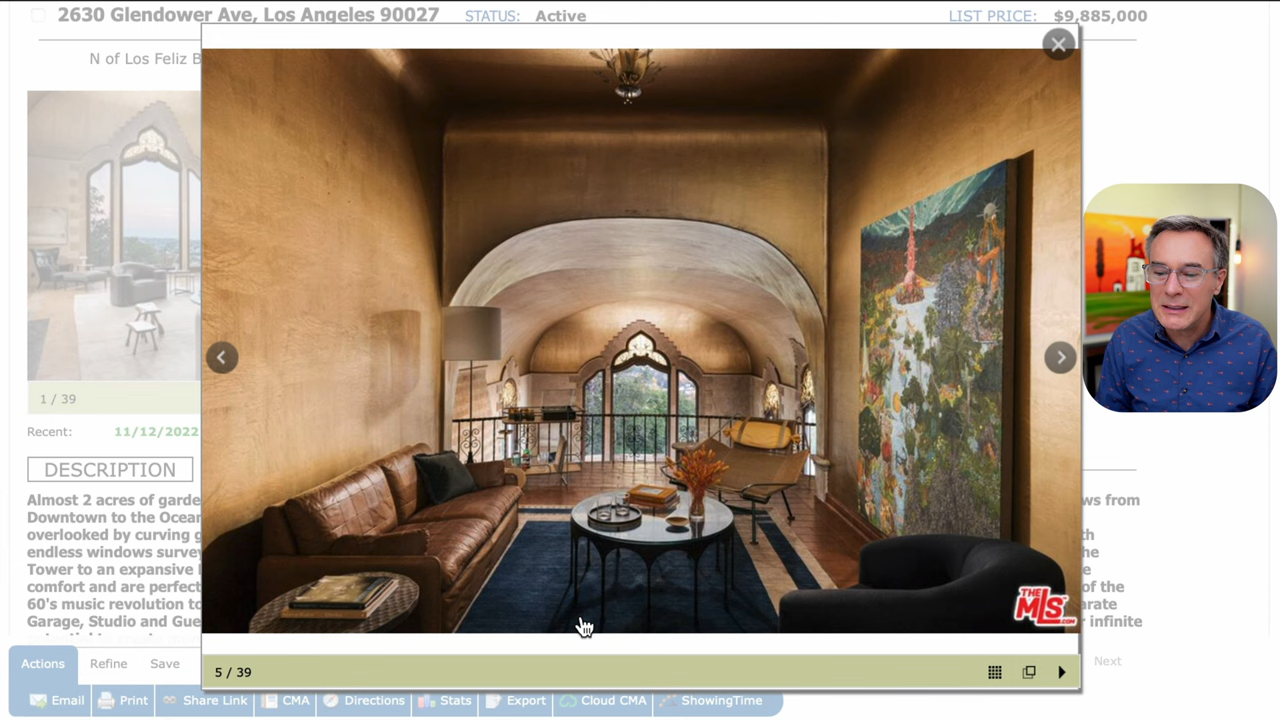 2630 Glendower Ave, Los Angeles 90027 STATUS: Active LIST PRICE: $9,885,000
N of Los Feliz B
1 / 39
Recent: 11/12/2022
DESCRIPTION
Almost 2 acres of garde ws from
Downtown to the Ocean
overlooked by curving g th
endless windows survey he
Tower to an expansive
comfort and are perfect of the
60's music revolution to arate
Garage, Studio and Gue r infinite
THE
MLS
.COM
5 / 39
Actions Refine Save Next
Email Print Share Link CMA Directions Stats Export Cloud CMA ShowingTime